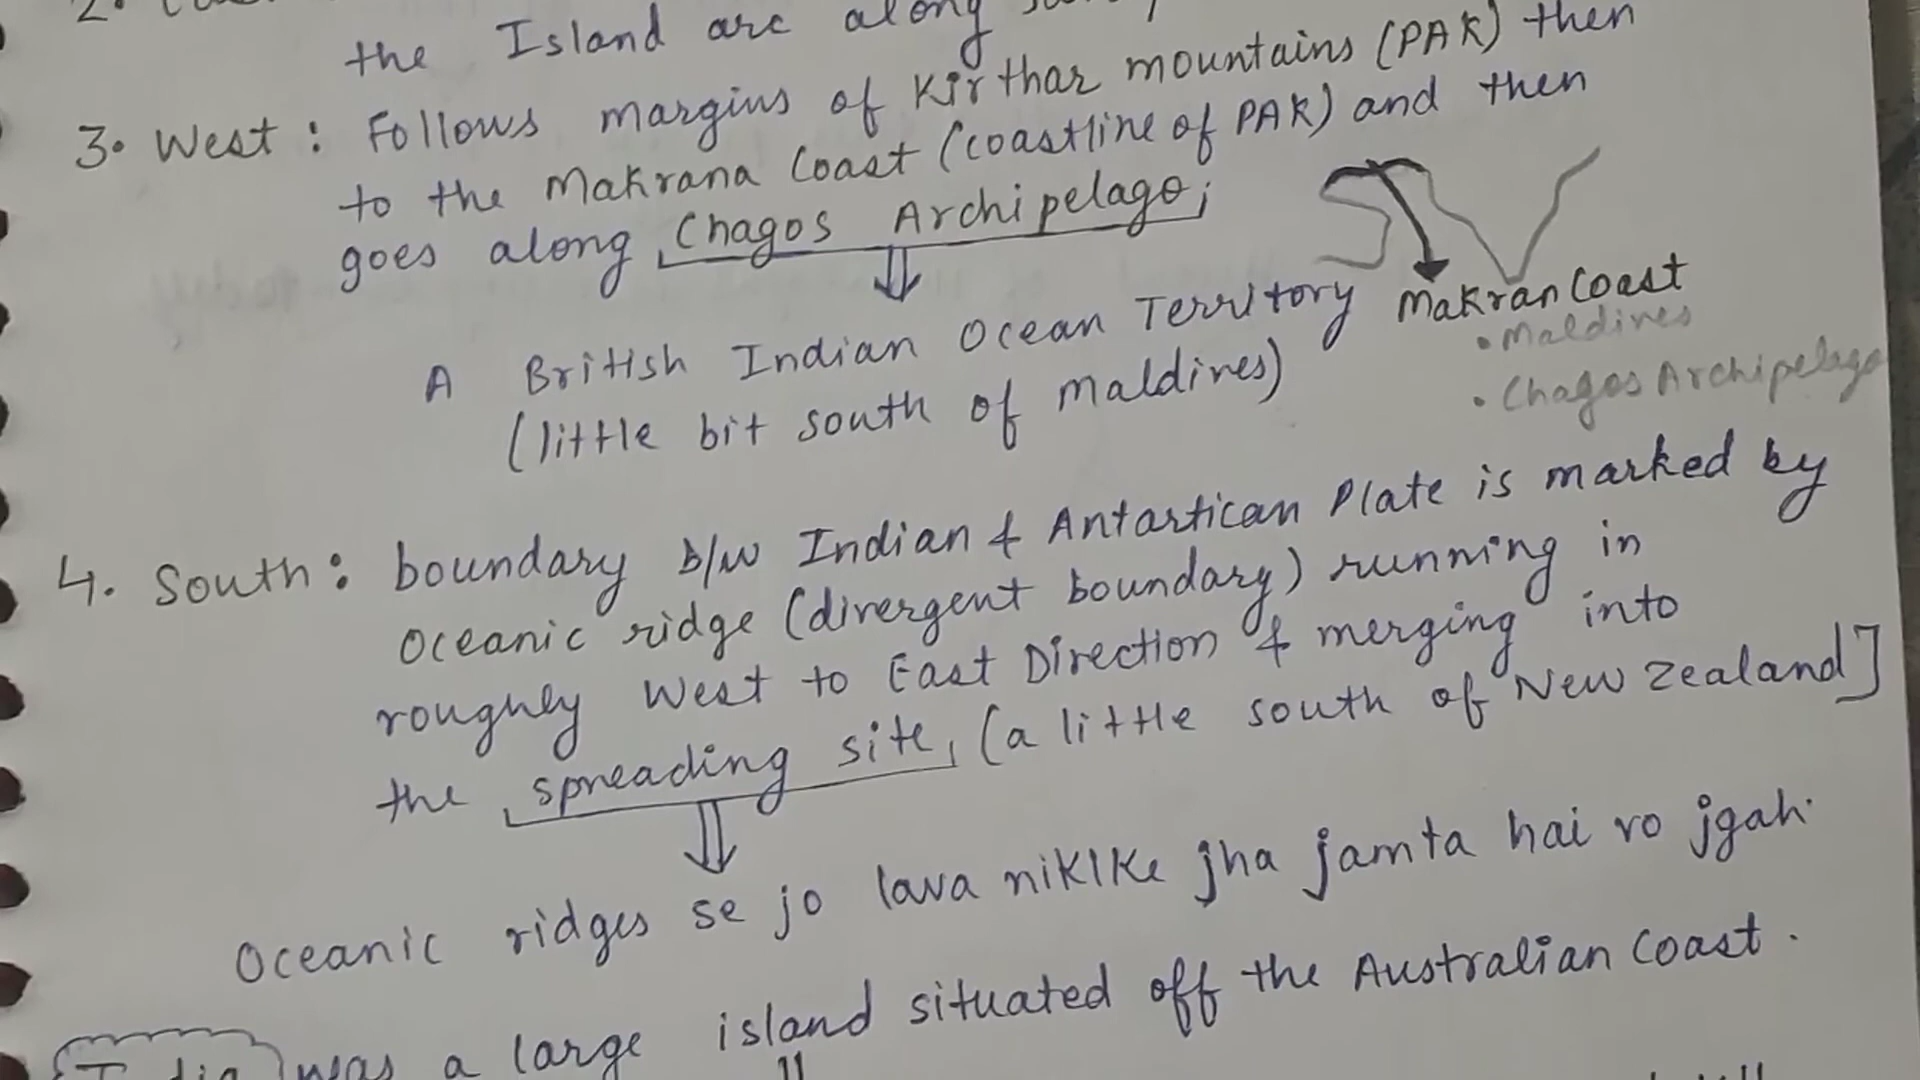 2.
the Island are along
3. West: Follows margins of Kirthar mountains (PAK) then
to the Makrana Coast (coastline of PAK) and then
goes along Chagos Archipelago;
⇓
A British Indian Ocean Territory
(little bit south of Maldives)
Makran Coast
• Maldives
• Chagos Archipelago
4. South: boundary b/w Indian & Antartican Plate is marked by
Oceanic ridge (divergent boundary) running in
roughly West to East Direction & merging into
the spreading site, (a little south of New Zealand]
⇓
Oceanic ridges se jo lava niklke jha jamta hai vo jgah.
India was a large island situated off the Australian Coast.